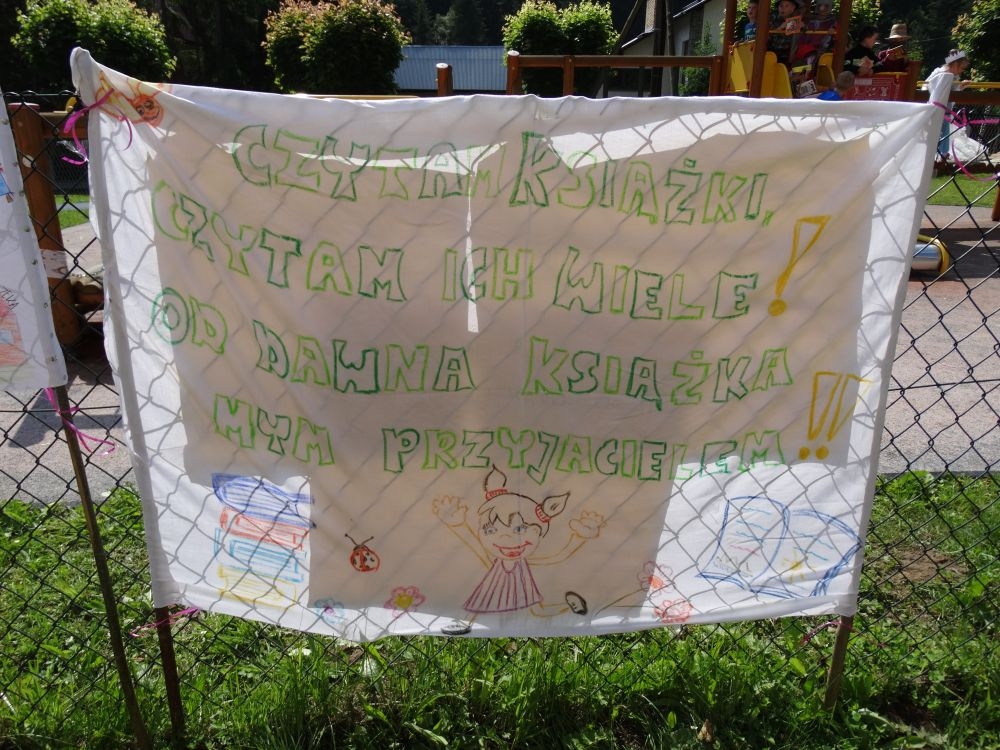 CZYTAM KSIĄŻKI,
CZYTAM ICH WIELE!
OD DAWNA KSIĄŻKA
MYM PRZYJACIELEM!!